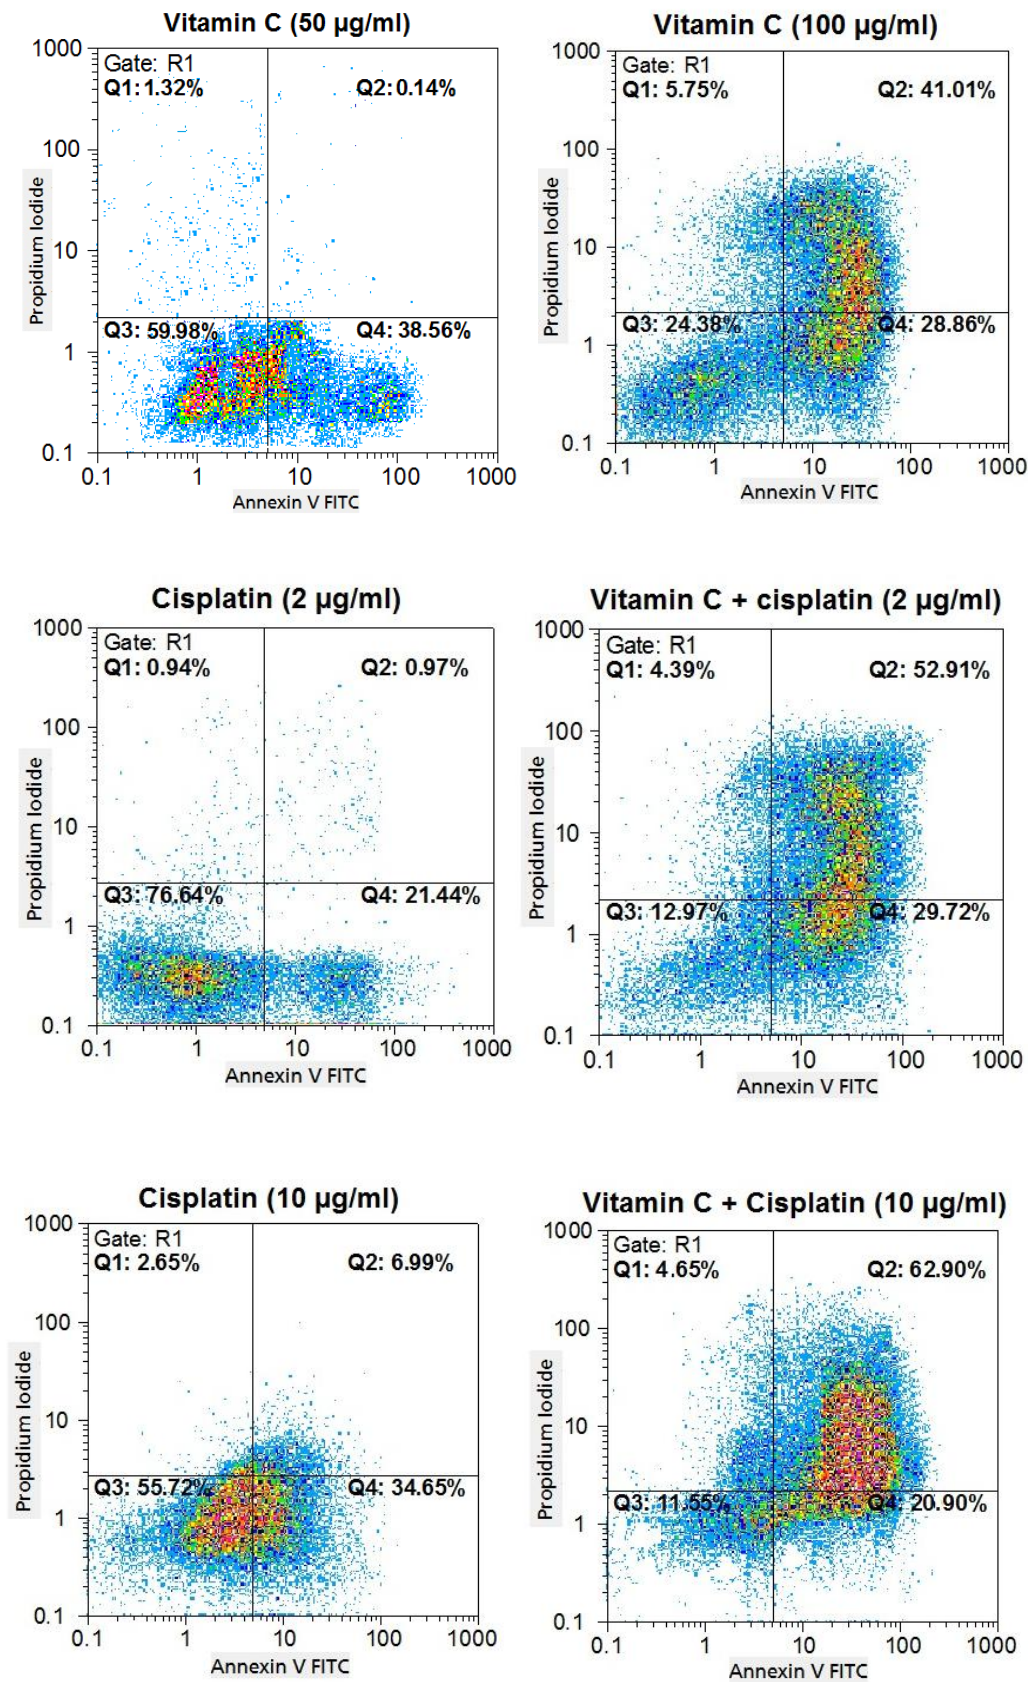 Vitamin C (50 µg/ml)
1000
Gate: R1
Q1: 1.32%
Q2: 0.14%
100
10
Propidium Iodide
Q3: 59.98%
Q4: 38.56%
1
0.1
0.1 1 10 100 1000
Annexin V FITC
Vitamin C (100 µg/ml)
1000
Gate: R1
Q1: 5.75%
Q2: 41.01%
100
10
Propidium Iodide
Q3: 24.38%
Q4: 28.86%
1
0.1
0.1 1 10 100 1000
Annexin V FITC
Cisplatin (2 µg/ml)
1000
Gate: R1
Q1: 0.94%
Q2: 0.97%
100
10
Propidium Iodide
Q3: 76.64%
Q4: 21.44%
1
0.1
0.1 1 10 100 1000
Annexin V FITC
Vitamin C + cisplatin (2 µg/ml)
1000
Gate: R1
Q1: 4.39%
Q2: 52.91%
100
10
Propidium Iodide
Q3: 12.97%
Q4: 29.72%
1
0.1
0.1 1 10 100 1000
Annexin V FITC
Cisplatin (10 µg/ml)
1000
Gate: R1
Q1: 2.65%
Q2: 6.99%
100
10
Propidium Iodide
Q3: 55.72%
Q4: 34.65%
1
0.1
0.1 1 10 100 1000
Annexin V FITC
Vitamin C + Cisplatin (10 µg/ml)
1000
Gate: R1
Q1: 4.65%
Q2: 62.90%
100
10
Propidium Iodide
Q3: 11.55%
Q4: 20.90%
1
0.1
0.1 1 10 100 1000
Annexin V FITC